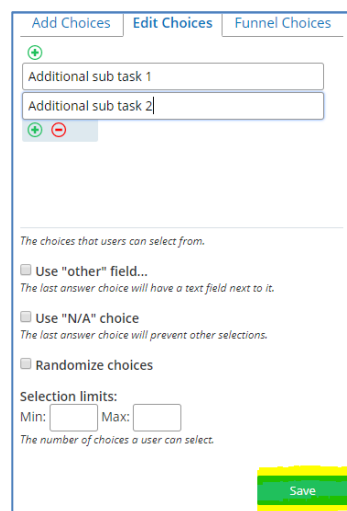 Add Choices Edit Choices Funnel Choices
Additional sub task 1
Additional sub task 2
The choices that users can select from.
Use "other" field...
The last answer choice will have a text field next to it.
Use "N/A" choice
The last answer choice will prevent other selections.
Randomize choices
Selection limits:
Min: Max:
The number of choices a user can select.
Save